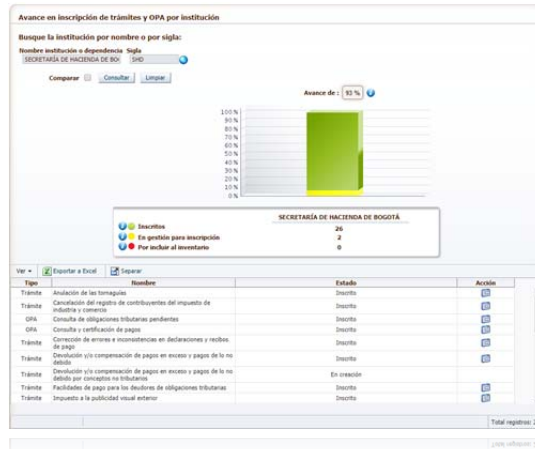 Avance en inscripción de trámites y OPA por institución
Busque la institución por nombre o por sigla:
Nombre institución o dependencia Sigla
SECRETARÍA DE HACIENDA DE BO SHD
Comparar Consultar Limpiar
Avance de : 93 %
100 %
90 %
80 %
70 %
60 %
50 %
40 %
30 %
20 %
10 %
0 %
SECRETARÍA DE HACIENDA DE BOGOTÁ
Inscritos 26
En gestión para inscripción 2
Por incluir al inventario 0
Ver Exportar a Excel Separar
Tipo Nombre Estado Acción
Trámite Anulación de las tornaguías Inscrito
Trámite Cancelación del registro de contribuyentes del impuesto de
industria y comercio Inscrito
OPA Consulta de obligaciones tributarias pendientes Inscrito
OPA Consulta y certificación de pagos Inscrito
Trámite Corrección de errores e inconsistencias en declaraciones y recibos
de pago Inscrito
Trámite Devolución y/o compensación de pagos en exceso y pagos de lo no
debido Inscrito
Trámite Devolución y/o compensación de pagos en exceso y pagos de lo no
debido por conceptos no tributarios En creación
Trámite Facilidades de pago para los deudores de obligaciones tributarias Inscrito
Trámite Impuesto a la publicidad visual exterior Inscrito
Total registros: